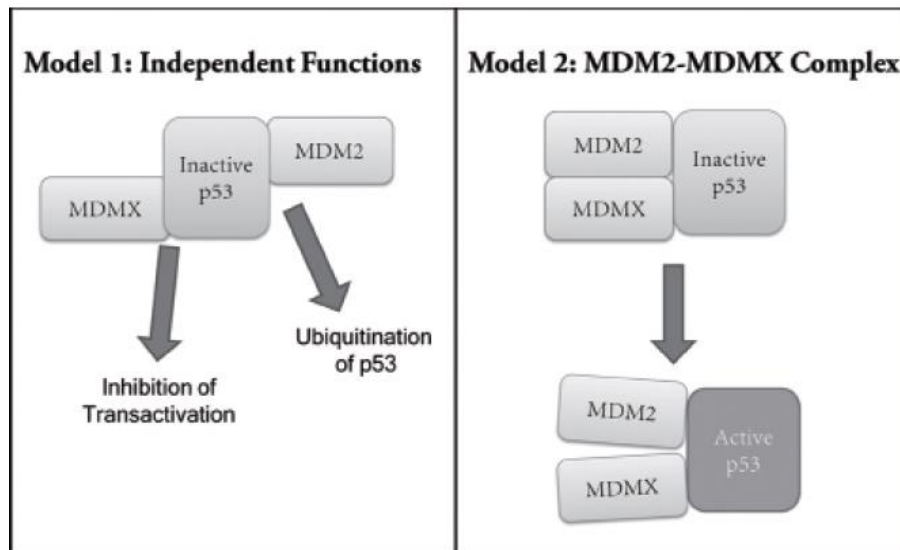 Model 1: Independent Functions
MDMX
Inactive
p53
MDM2
Inhibition of
Transactivation
Ubiquitination
of p53
Model 2: MDM2-MDMX Complex
MDM2
MDMX
Inactive
p53
MDM2
MDMX
Active
p53